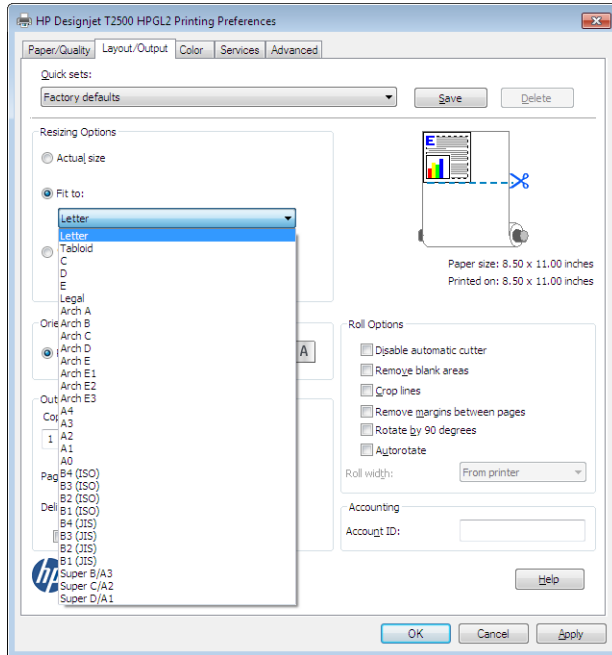 HP Designjet T2500 HPGL2 Printing Preferences
Paper/Quality Layout/Output Color Services Advanced
Quick sets:
Factory defaults
Save
Delete
Resizing Options
Actual size
Fit to:
Letter
Letter
Tabloid
C
D
E
Legal
Arch A
Arch B
Arch C
Arch D
Arch E
Arch E1
Arch E2
Arch E3
A4
A3
A2
A1
A0
B4 (ISO)
B3 (ISO)
B2 (ISO)
B1 (ISO)
B4 (JIS)
B3 (JIS)
B2 (JIS)
B1 (JIS)
Super B/A3
Super C/A2
Super D/A1
1
A
hp
E
Paper size: 8.50 x 11.00 inches
Printed on: 8.50 x 11.00 inches
Roll Options
Disable automatic cutter
Remove blank areas
Crop lines
Remove margins between pages
Rotate by 90 degrees
Autorotate
Roll width:
From printer
Accounting
Account ID:
Help
OK
Cancel
Apply